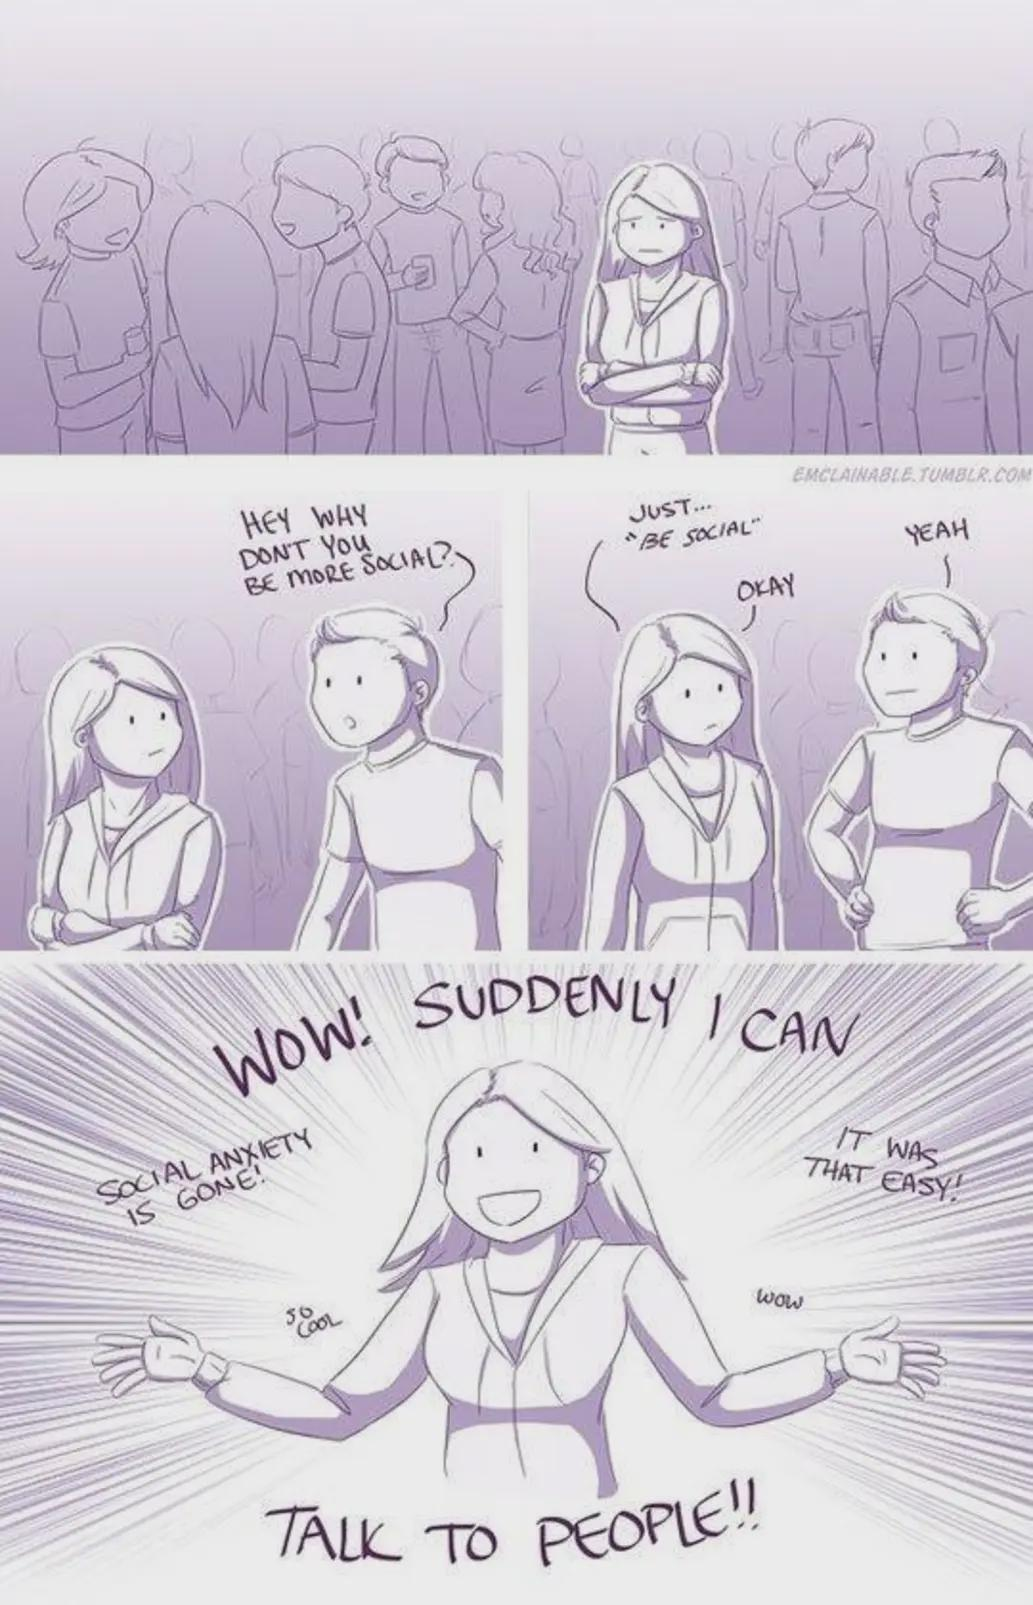 EMCLAINABLE.TUMBLR.COM
HEY WHY
DON'T YOU
BE MORE SOCIAL?
JUST...
"BE SOCIAL"
OKAY
YEAH
WOW! SUDDENLY I CAN
SOCIAL ANXIETY
IS GONE!
IT WAS
THAT EASY!
SO
COOL
WOW
TALK TO PEOPLE!!